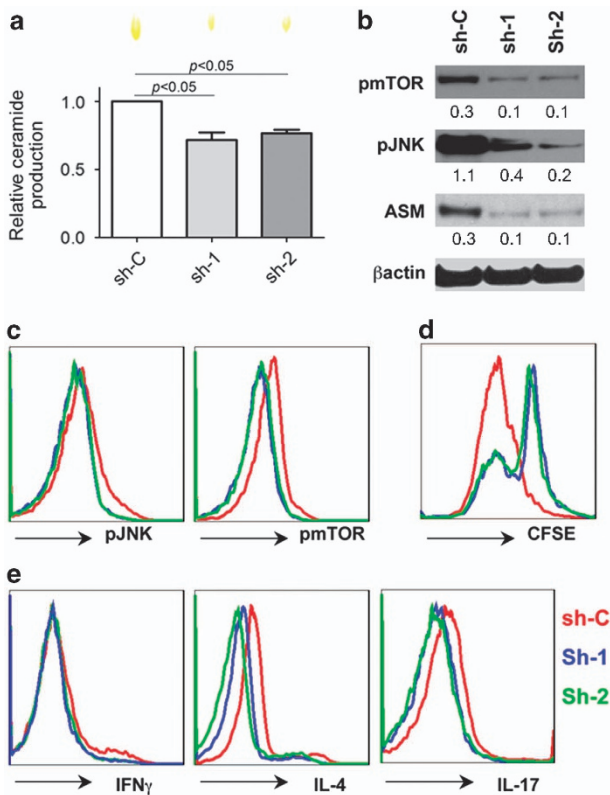 a
p<0.05
p<0.05
Relative ceramide
production
1.0
0.5
0.0
sh-C
sh-1
sh-2
b
sh-C
sh-1
Sh-2
pmTOR
0.3 0.1 0.1
pJNK
1.1 0.4 0.2
ASM
0.3 0.1 0.1
βactin
c
pJNK
pmTOR
d
CFSE
e
IFNγ
IL-4
IL-17
sh-C
Sh-1
Sh-2